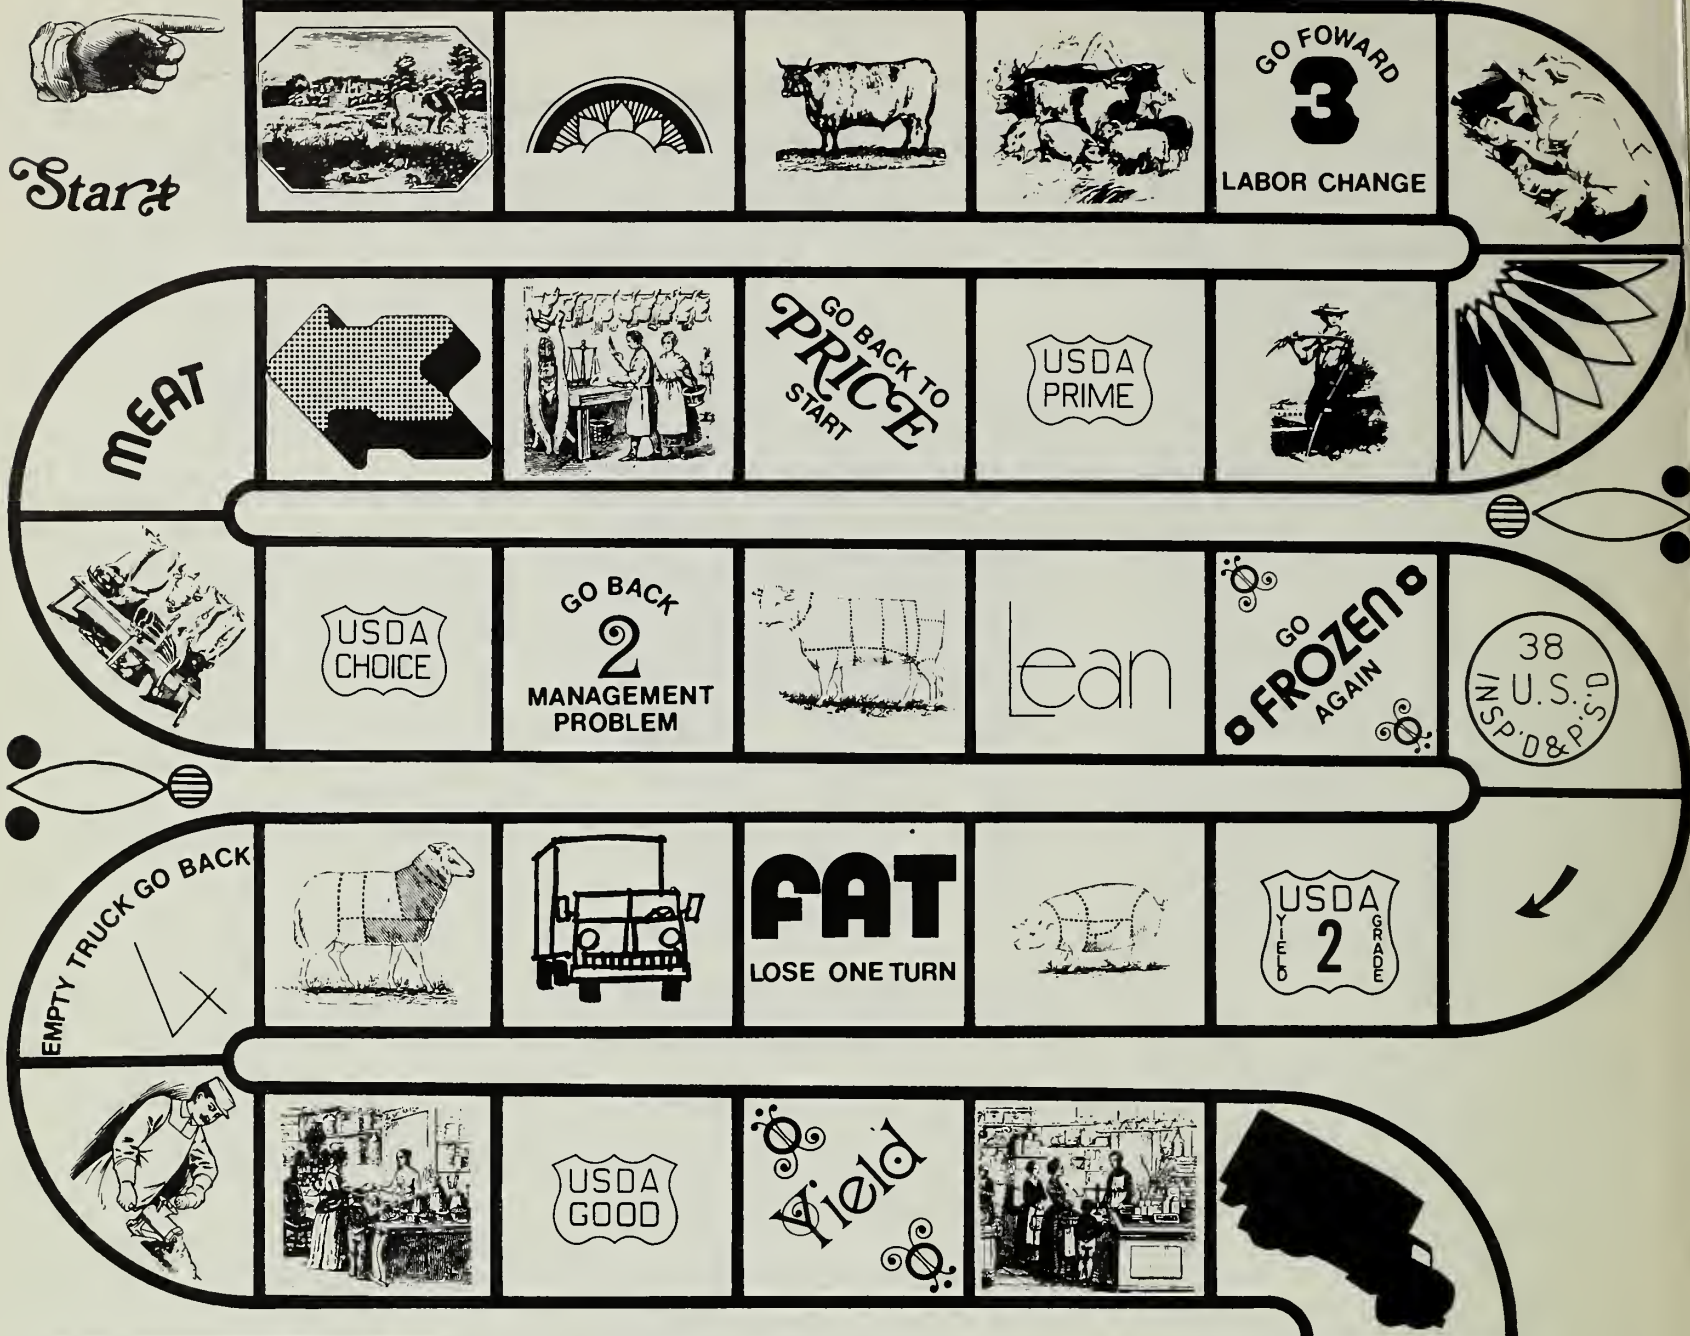 Start
GO FOWARD
3
LABOR CHANGE
MEAT
GO BACK TO
PRICE
START
USDA
PRIME
USDA
CHOICE
GO BACK
2
MANAGEMENT
PROBLEM
Lean
GO
FROZEN
AGAIN
38
U.S.
INSP'D & P'S'D
EMPTY TRUCK GO BACK
4
FAT
LOSE ONE TURN
USDA
YIELD
2
GRADE
USDA
GOOD
Yield